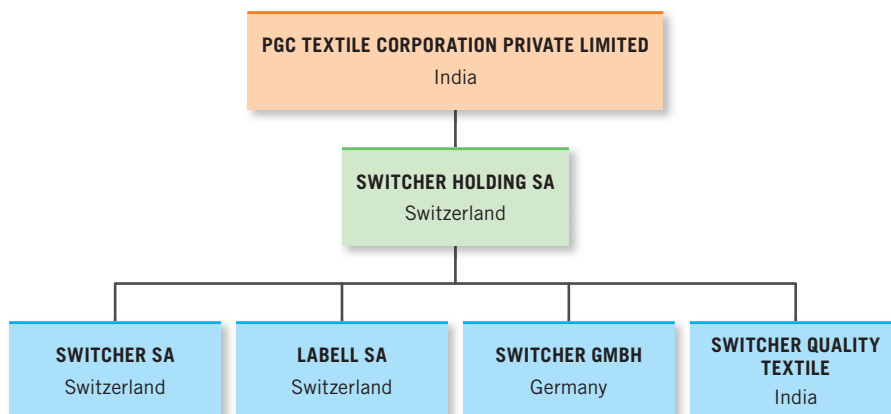 PGC TEXTILE CORPORATION PRIVATE LIMITED
India
SWITCHER HOLDING SA
Switzerland
SWITCHER SA
Switzerland
LABELL SA
Switzerland
SWITCHER GMBH
Germany
SWITCHER QUALITY
TEXTILE
India